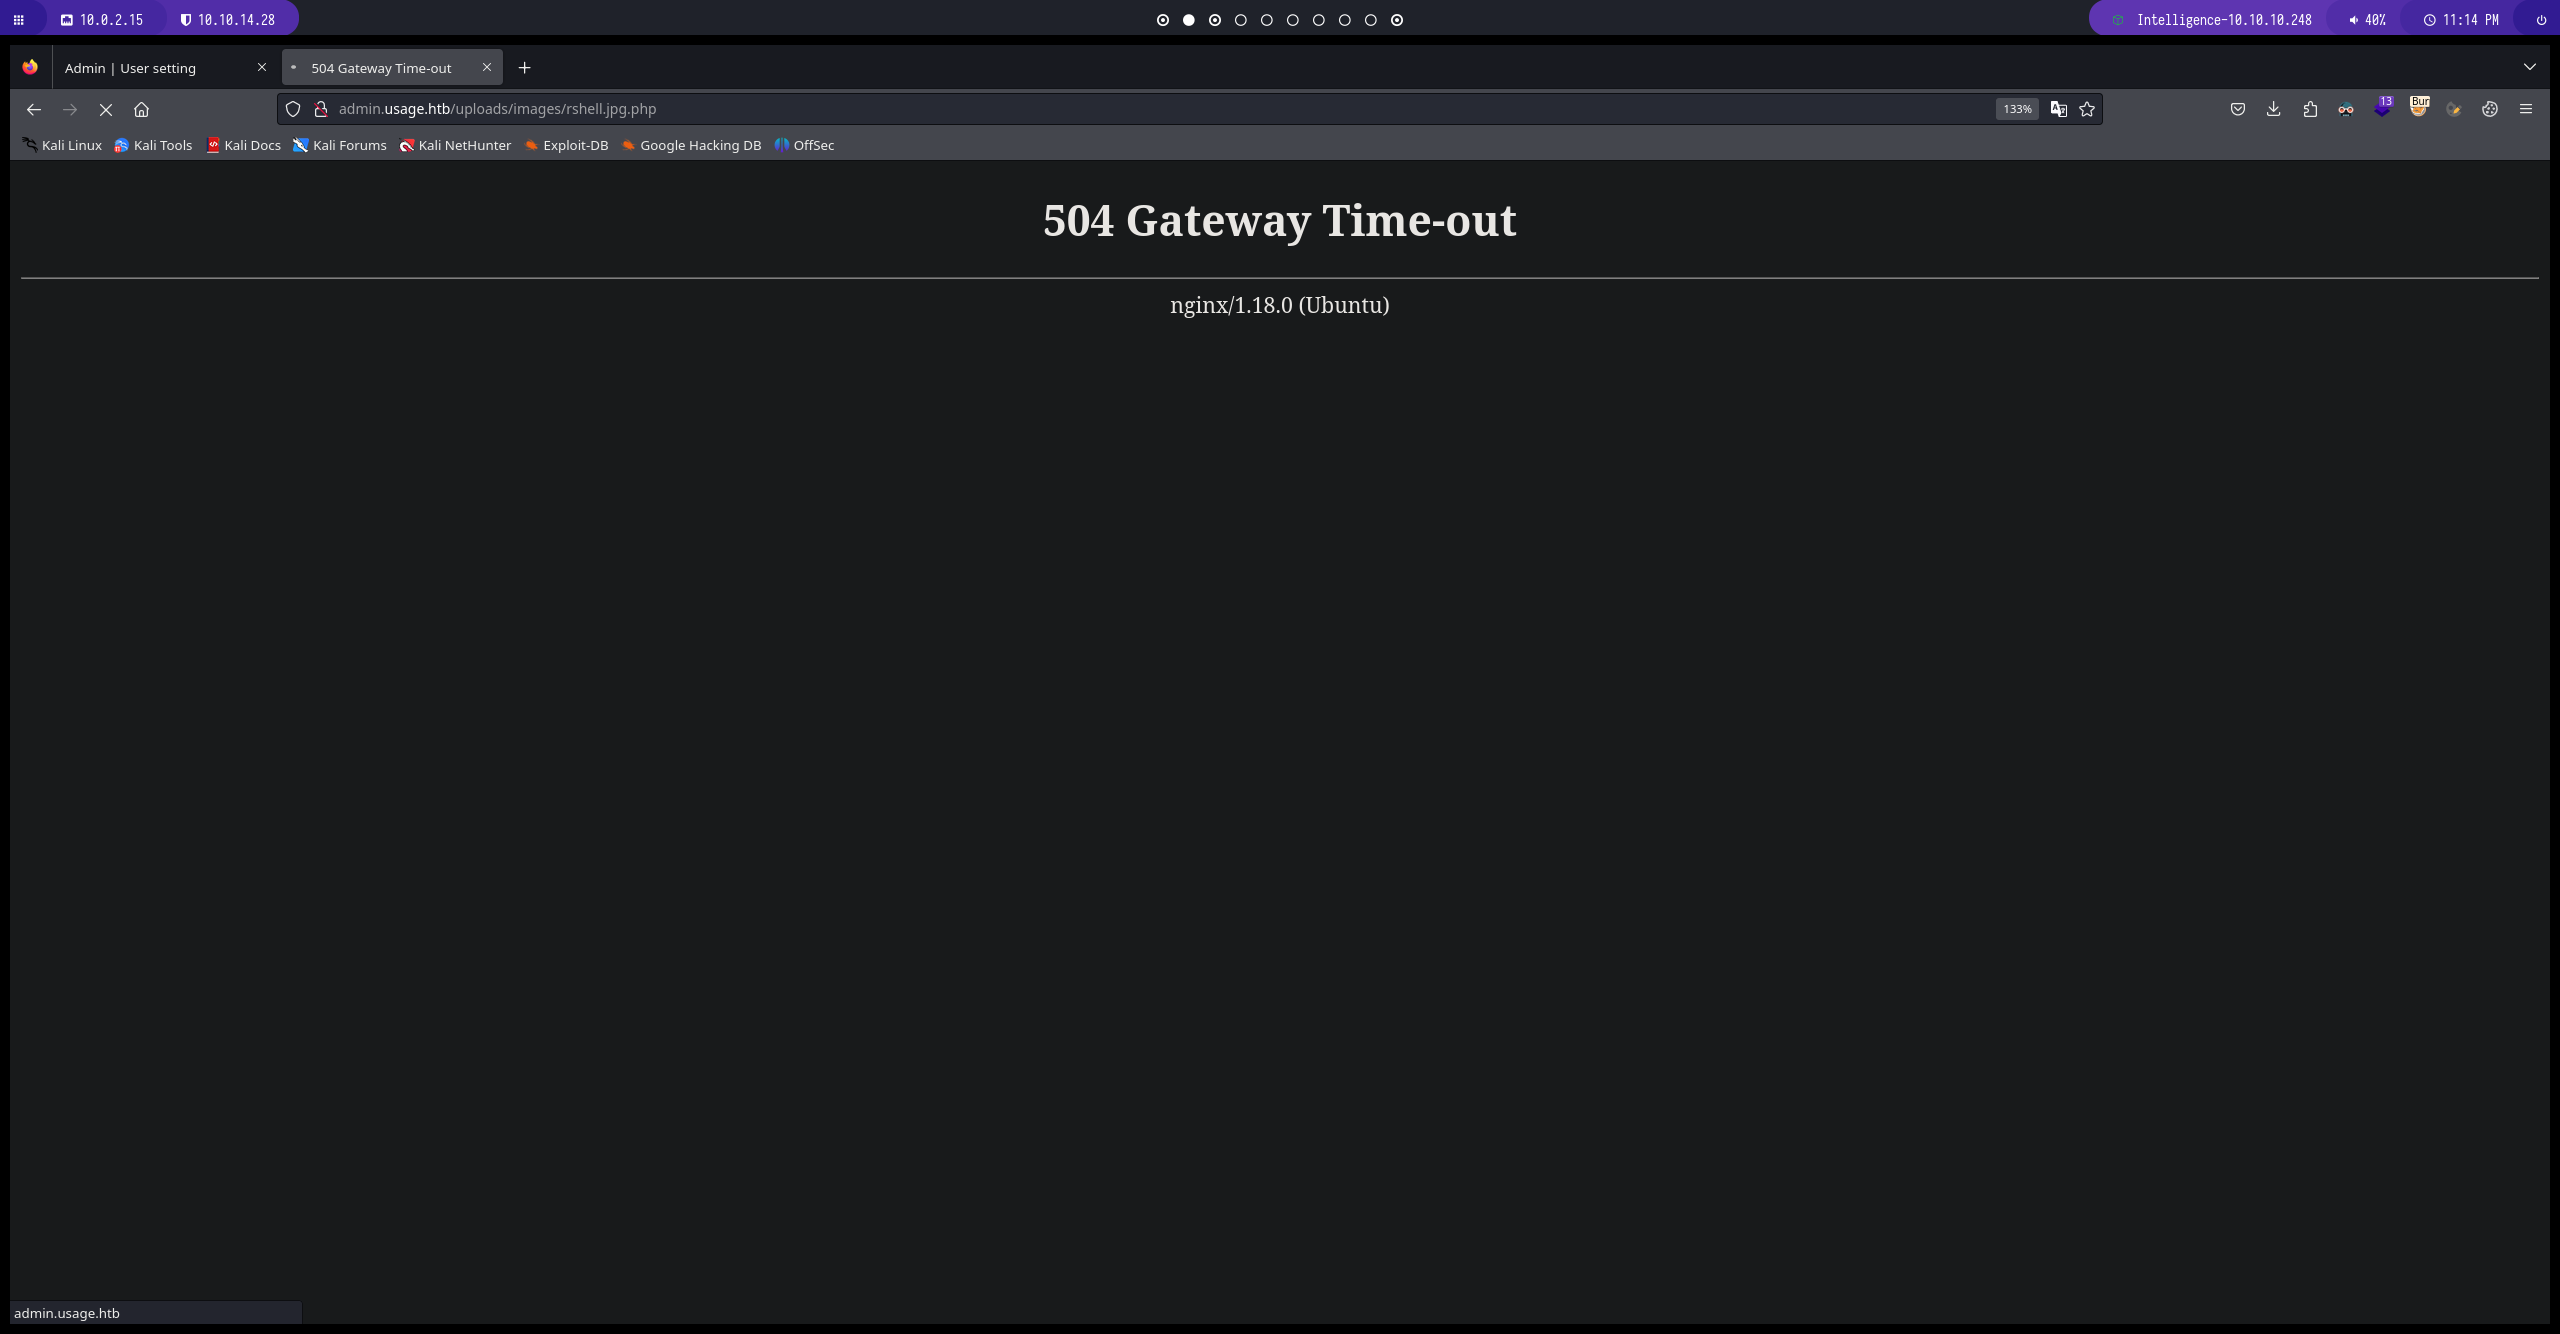 10.0.2.15 10.10.14.28 Intelligence-10.10.10.248 40% 11:14 PM
Admin | User setting 504 Gateway Time-out
admin.usage.htb/uploads/images/rshell.jpg.php 133% 13 Bur
Kali Linux Kali Tools Kali Docs Kali Forums Kali NetHunter Exploit-DB Google Hacking DB OffSec
504 Gateway Time-out
nginx/1.18.0 (Ubuntu)
admin.usage.htb